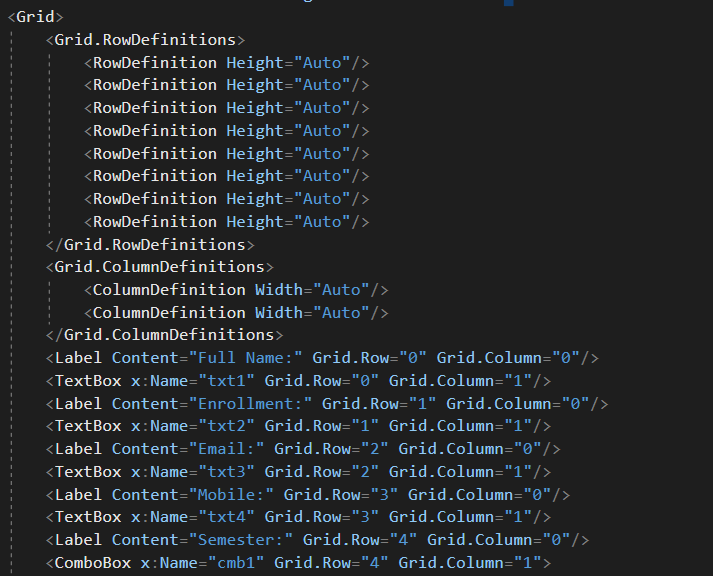 <Grid>
<Grid.RowDefinitions>
<RowDefinition Height="Auto"/>
<RowDefinition Height="Auto"/>
<RowDefinition Height="Auto"/>
<RowDefinition Height="Auto"/>
<RowDefinition Height="Auto"/>
<RowDefinition Height="Auto"/>
<RowDefinition Height="Auto"/>
<RowDefinition Height="Auto"/>
</Grid.RowDefinitions>
<Grid.ColumnDefinitions>
<ColumnDefinition Width="Auto"/>
<ColumnDefinition Width="Auto"/>
</Grid.ColumnDefinitions>
<Label Content="Full Name:" Grid.Row="0" Grid.Column="0"/>
<TextBox x:Name="txt1" Grid.Row="0" Grid.Column="1"/>
<Label Content="Enrollment:" Grid.Row="1" Grid.Column="0"/>
<TextBox x:Name="txt2" Grid.Row="1" Grid.Column="1"/>
<Label Content="Email:" Grid.Row="2" Grid.Column="0"/>
<TextBox x:Name="txt3" Grid.Row="2" Grid.Column="1"/>
<Label Content="Mobile:" Grid.Row="3" Grid.Column="0"/>
<TextBox x:Name="txt4" Grid.Row="3" Grid.Column="1"/>
<Label Content="Semester:" Grid.Row="4" Grid.Column="0"/>
<ComboBox x:Name="cmb1" Grid.Row="4" Grid.Column="1">